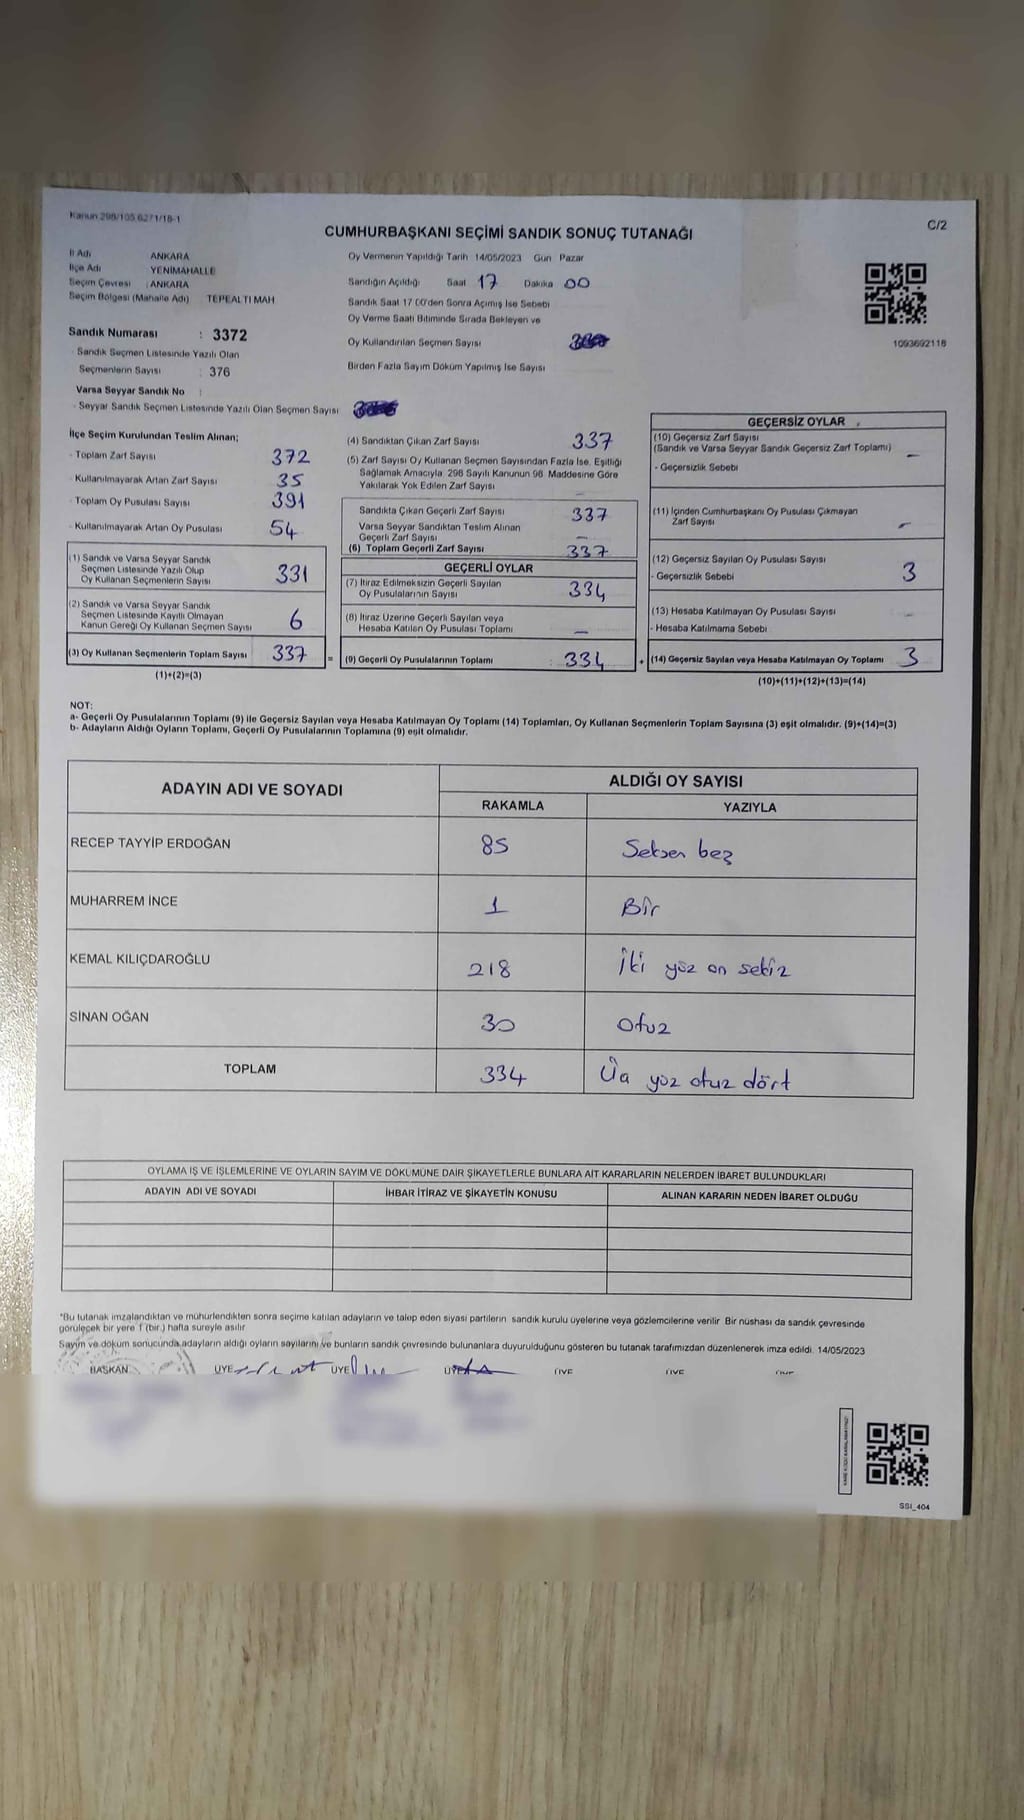 Kanun 298/105.6271/18-1
C/2
CUMHURBAŞKANI SEÇİMİ SANDIK SONUÇ TUTANAĞI
İl Adı ANKARA
İlçe Adı YENİMAHALLE
Seçim Çevresi : ANKARA
Seçim Bölgesi (Mahalle Adı) TEPEALTI MAH
Sandık Numarası : 3372
- Sandık Seçmen Listesinde Yazılı Olan
Seçmenlerin Sayısı : 376
Varsa Seyyar Sandık No :
- Seyyar Sandık Seçmen Listesinde Yazılı Olan Seçmen Sayısı
Oy Vermenin Yapıldığı Tarih 14/05/2023 Gün Pazar
Sandığın Açıldığı Saat 17 Dakika 00
Sandık Saat 17 00'den Sonra Açımış İse Sebebi
Oy Verme Saati Bitiminde Sırada Bekleyen ve
Oy Kullandırılan Seçmen Sayısı
Birden Fazla Sayım Döküm Yapılmış İse Sayısı
1093692118
İlçe Seçim Kurulundan Teslim Alınan;
- Toplam Zarf Sayısı 372
- Kullanılmayarak Artan Zarf Sayısı 35
- Toplam Oy Pusulası Sayısı 391
- Kullanılmayarak Artan Oy Pusulası 54
(1) Sandık ve Varsa Seyyar Sandık
Seçmen Listesinde Yazılı Olup
Oy Kullanan Seçmenlerin Sayısı 331
(2) Sandık ve Varsa Seyyar Sandık
Seçmen Listesinde Kayıtlı Olmayan
Kanun Gereği Oy Kullanan Seçmen Sayısı 6
(3) Oy Kullanan Seçmenlerin Toplam Sayısı 337 =
(1)+(2)=(3)
(4) Sandıktan Çıkan Zarf Sayısı 337
(5) Zarf Sayısı Oy Kullanan Seçmen Sayısından Fazla İse, Eşitliği
Sağlamak Amacıyla 298 Sayılı Kanunun 98. Maddesine Göre
Yakılarak Yok Edilen Zarf Sayısı –
Sandıkta Çıkan Geçerli Zarf Sayısı 337
Varsa Seyyar Sandıktan Teslim Alınan
Geçerli Zarf Sayısı –
(6) Toplam Geçerli Zarf Sayısı 337
GEÇERLİ OYLAR
(7) İtiraz Edilmeksizin Geçerli Sayılan
Oy Pusulalarının Sayısı 334
(8) İtiraz Üzerine Geçerli Sayılan veya
Hesaba Katılan Oy Pusulası Toplamı –
(9) Geçerli Oy Pusulalarının Toplamı : 334 +
GEÇERSİZ OYLAR
(10) Geçersiz Zarf Sayısı
(Sandık ve Varsa Seyyar Sandık Geçersiz Zarf Toplamı) –
- Geçersizlik Sebebi
(11) İçinden Cumhurbaşkanı Oy Pusulası Çıkmayan
Zarf Sayısı –
(12) Geçersiz Sayılan Oy Pusulası Sayısı 3
- Geçersizlik Sebebi
(13) Hesaba Katılmayan Oy Pusulası Sayısı –
- Hesaba Katılmama Sebebi
(14) Geçersiz Sayılan veya Hesaba Katılmayan Oy Toplamı 3
(10)+(11)+(12)+(13)=(14)
NOT:
a- Geçerli Oy Pusulalarının Toplamı (9) ile Geçersiz Sayılan veya Hesaba Katılmayan Oy Toplamı (14) Toplamları, Oy Kullanan Seçmenlerin Toplam Sayısına (3) eşit olmalıdır. (9)+(14)=(3)
b- Adayların Aldığı Oyların Toplamı, Geçerli Oy Pusulalarının Toplamına (9) eşit olmalıdır.
ADAYIN ADI VE SOYADI ALDIĞI OY SAYISI
RAKAMLA YAZIYLA
RECEP TAYYİP ERDOĞAN 85 Seksen beş
MUHARREM İNCE 1 Bir
KEMAL KILIÇDAROĞLU 218 İki yüz on sekiz
SİNAN OĞAN 30 Otuz
TOPLAM 334 Üç yüz otuz dört
OYLAMA İŞ VE İŞLEMLERİNE VE OYLARIN SAYIM VE DÖKÜMÜNE DAİR ŞİKAYETLERLE BUNLARA AİT KARARLARIN NELERDEN İBARET BULUNDUKLARI
ADAYIN ADI VE SOYADI İHBAR İTİRAZ VE ŞİKAYETİN KONUSU ALINAN KARARIN NEDEN İBARET OLDUĞU
*Bu tutanak imzalandıktan ve mühürlendikten sonra seçime katılan adayların ve talep eden siyasi partilerin sandık kurulu üyelerine veya gözlemcilerine verilir Bir nüshası da sandık çevresinde
görülecek bir yere 1 (bir ) hafta süreyle asılır
Sayım ve döküm sonucunda adayların aldığı oyların sayılarını ve bunların sandık çevresinde bulunanlara duyurulduğunu gösteren bu tutanak tarafımızdan düzenlenerek imza edildi. 14/05/2023
BAŞKAN ÜYE ÜYE ÜYE ÜYE ÜYE
SSI_404